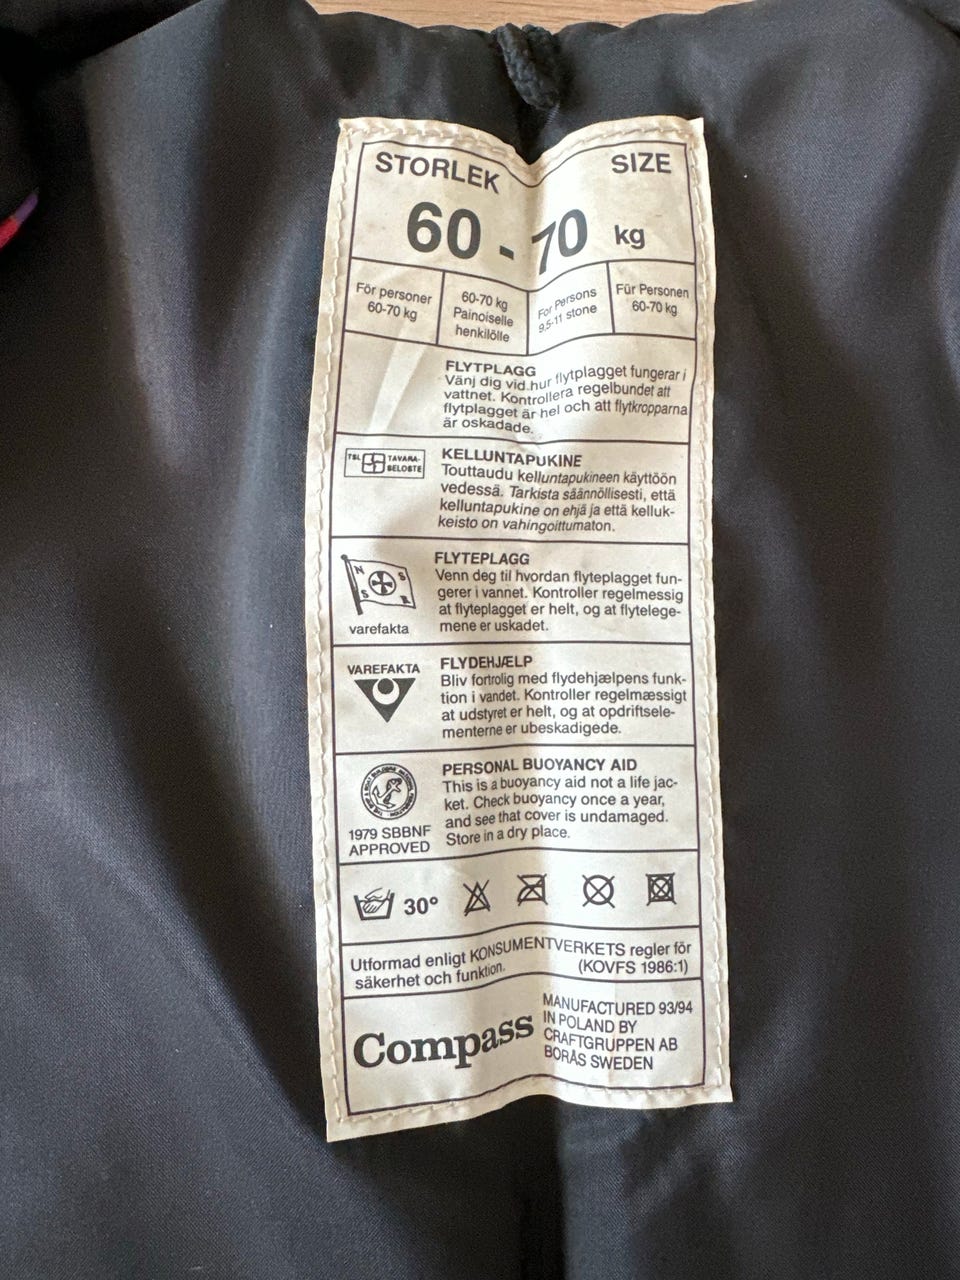 STORLEK SIZE
60 - 70 kg
För personer
60-70 kg
60-70 kg
Painoiselle
henkilölle
For Persons
9,5-11 stone
Für Personen
60-70 kg
FLYTPLAGG
Vänj dig vid hur flytplagget fungerar i
vattnet. Kontrollera regelbundet att
flytplagget är hel och att flytkropparna
är oskadade.
TSL TAVARA-
SELOSTE
KELLUNTAPUKINE
Touttaudu kelluntapukineen käyttöön
vedessä. Tarkista säännöllisesti, että
kelluntapukine on ehjä ja että kelluk-
keisto on vahingoittumaton.
N S
S R
varefakta
FLYTEPLAGG
Venn deg til hvordan flyteplagget fun-
gerer i vannet. Kontroller regelmessig
at flyteplagget er helt, og at flytelege-
mene er uskadet.
VAREFAKTA
FLYDEHJÆLP
Bliv fortrolig med flydehjælpens funk-
tion i vandet. Kontroller regelmæssigt
at udstyret er helt, og at opdriftsele-
menterne er ubeskadigede.
1979 SBBNF
APPROVED
PERSONAL BUOYANCY AID
This is a buoyancy aid not a life jac-
ket. Check buoyancy once a year,
and see that cover is undamaged.
Store in a dry place.
30°
Utformad enligt KONSUMENTVERKETS regler för
säkerhet och funktion. (KOVFS 1986:1)
Compass
MANUFACTURED 93/94
IN POLAND BY
CRAFTGRUPPEN AB
BORÅS SWEDEN